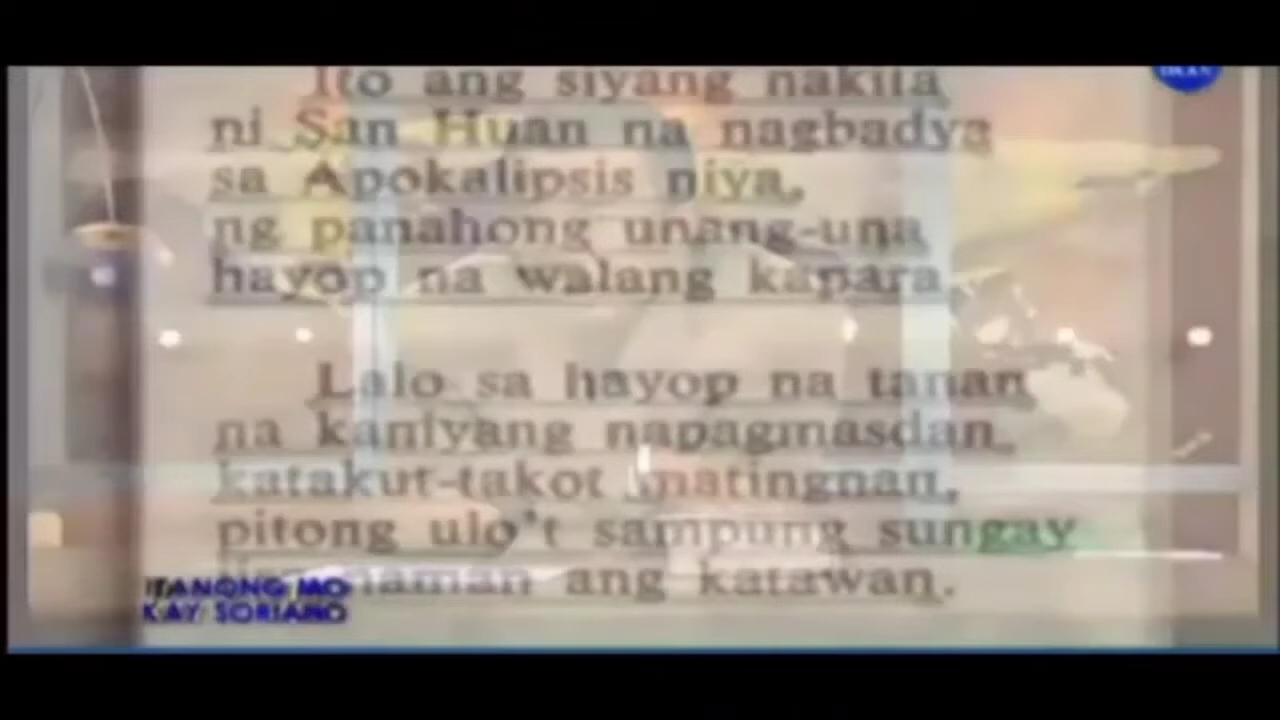 Ito ang siyang nakita
ni San Huan na nagbadya
sa Apokalipsis niya,
ng panahong unang-una
hayop na walang kapara
Lalo sa hayop na tanan
na kaniyang napagmasdan,
katakut-takot matingnan,
pitong ulo't sampung sungay
naman ang katawan.
ITANONG MO
KAY SORIANO